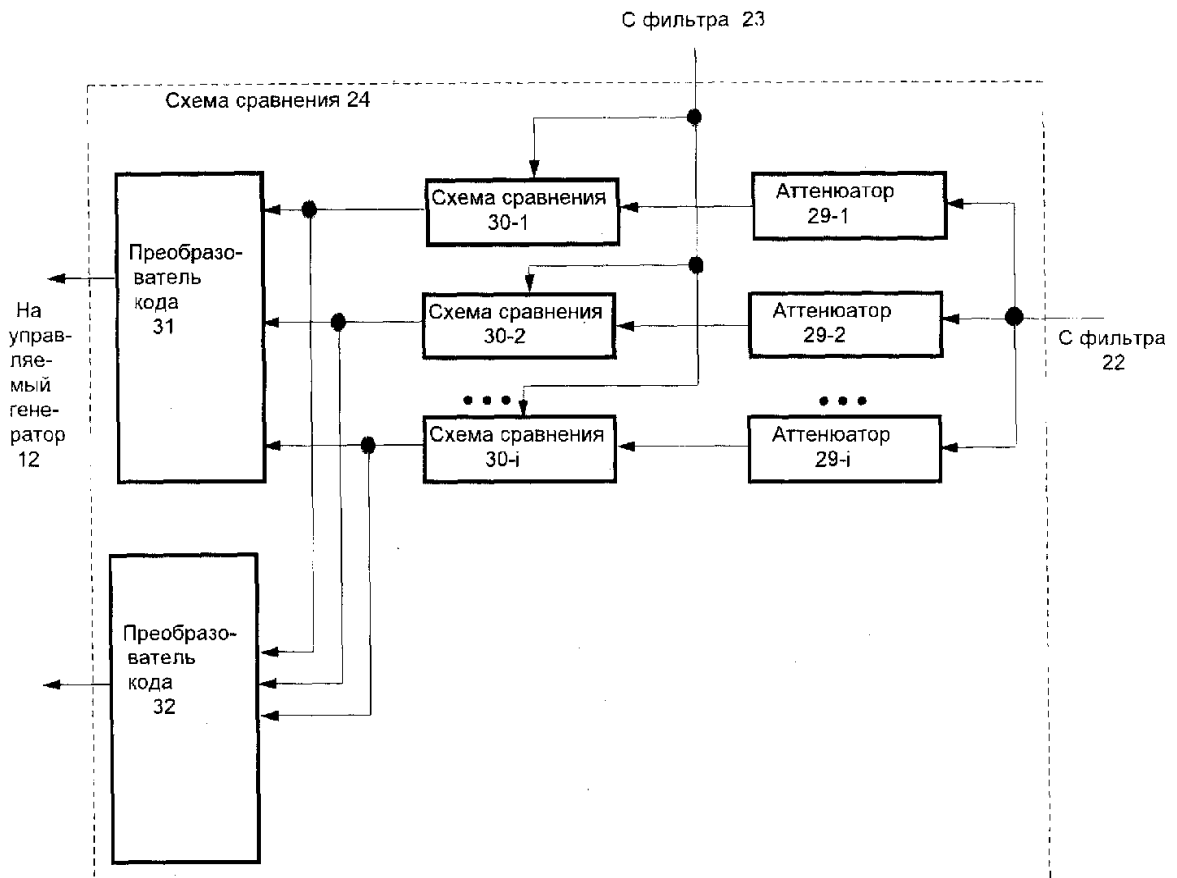 С фильтра 23
Схема сравнения 24
Преобразо-
ватель
кода
31
Схема сравнения
30-1
Аттенюатор
29-1
Схема сравнения
30-2
Аттенюатор
29-2
С фильтра
22
На
управ-
ляе-
мый
гене-
ратор
12
Схема сравнения
30-i
Аттенюатор
29-i
Преобразо-
ватель
кода
32